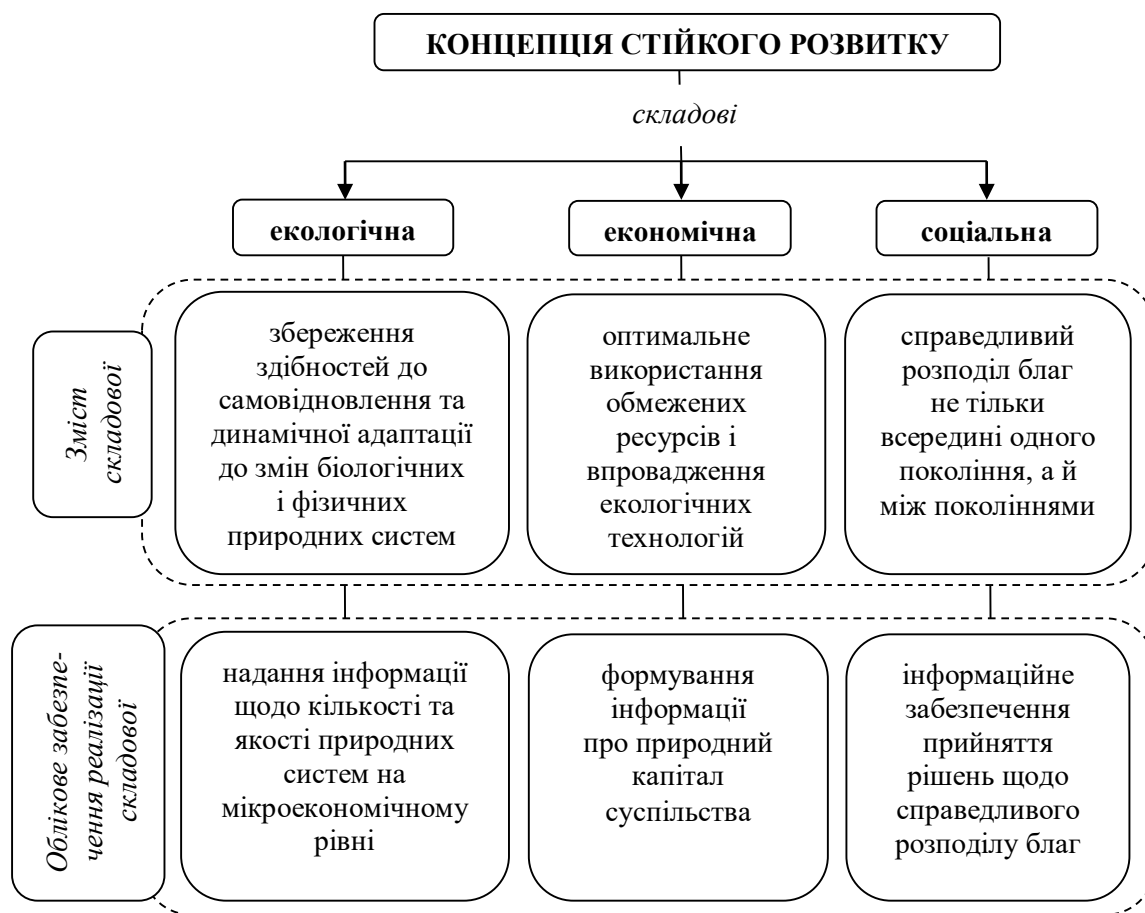 КОНЦЕПЦІЯ СТІЙКОГО РОЗВИТКУ
складові
екологічна
економічна
соціальна
Зміст
складової
збереження
здібностей до
самовідновлення та
динамічної адаптації
до змін біологічних
і фізичних
природних систем
оптимальне
використання
обмежених
ресурсів і
впровадження
екологічних
технологій
справедливий
розподіл благ
не тільки
всередині одного
покоління, а й
між поколіннями
Облікове забезпе-
чення реалізації
складової
надання інформації
щодо кількості та
якості природних
систем на
мікроекономічному
рівні
формування
інформації
про природний
капітал
суспільства
інформаційне
забезпечення
прийняття
рішень щодо
справедливого
розподілу благ